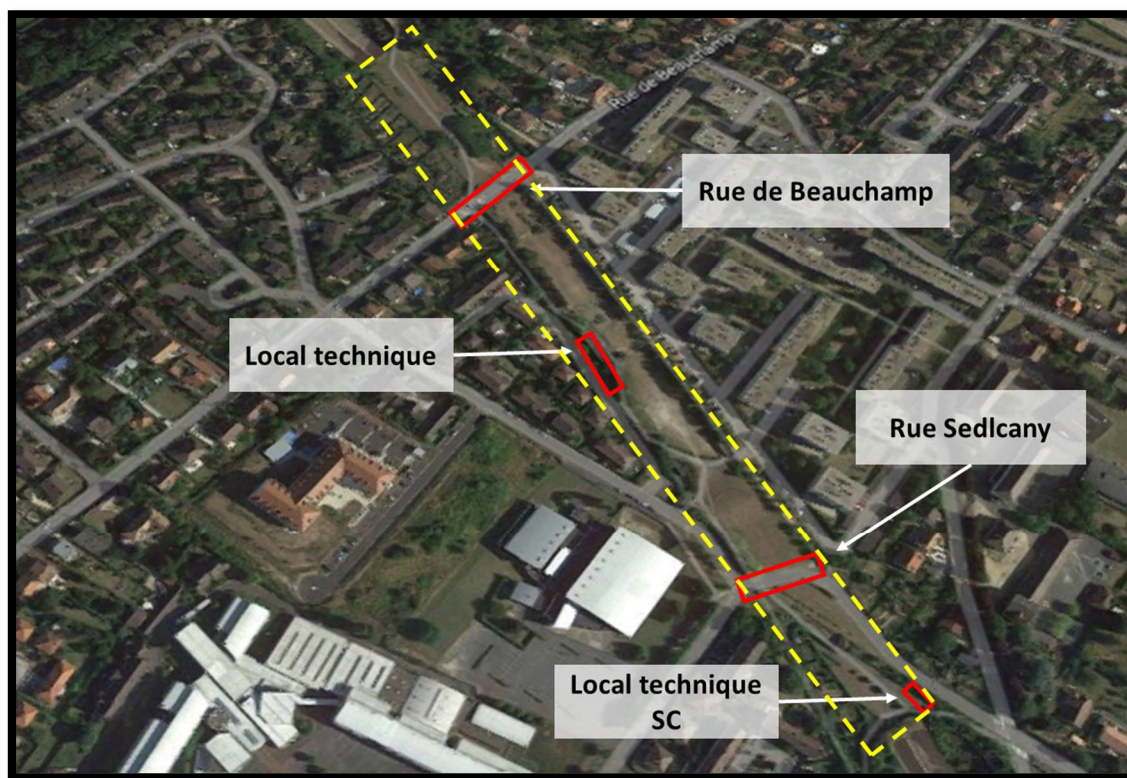 Rue de Beauchamp
Rue de Beauchamp
Local technique
Rue Sedlcany
Local technique
SC